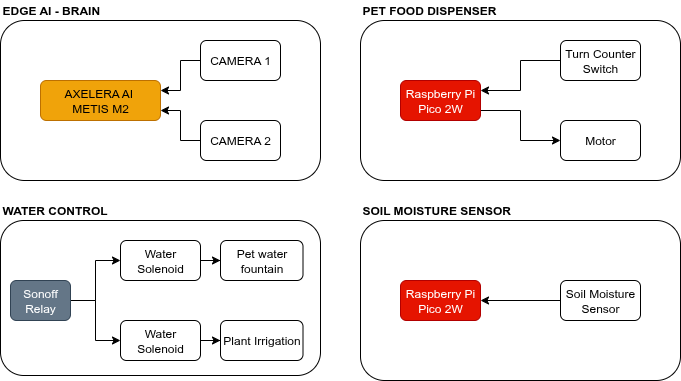 EDGE AI - BRAIN
CAMERA 1
AXELERA AI
METIS M2
CAMERA 2
PET FOOD DISPENSER
Turn Counter
Switch
Raspberry Pi
Pico 2W
Motor
WATER CONTROL
Water
Solenoid
Pet water
fountain
Sonoff
Relay
Water
Solenoid
Plant Irrigation
SOIL MOISTURE SENSOR
Raspberry Pi
Pico 2W
Soil Moisture
Sensor